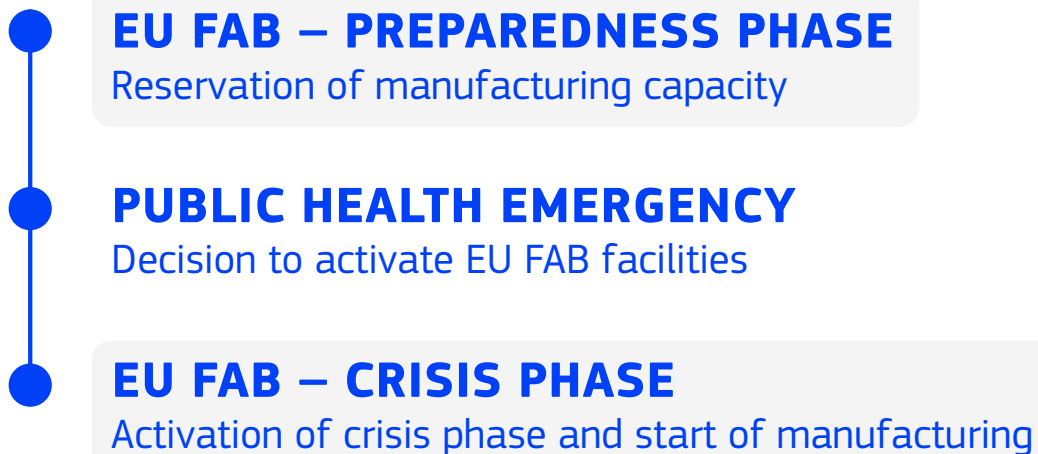 EU FAB – PREPAREDNESS PHASE
Reservation of manufacturing capacity
PUBLIC HEALTH EMERGENCY
Decision to activate EU FAB facilities
EU FAB – CRISIS PHASE
Activation of crisis phase and start of manufacturing